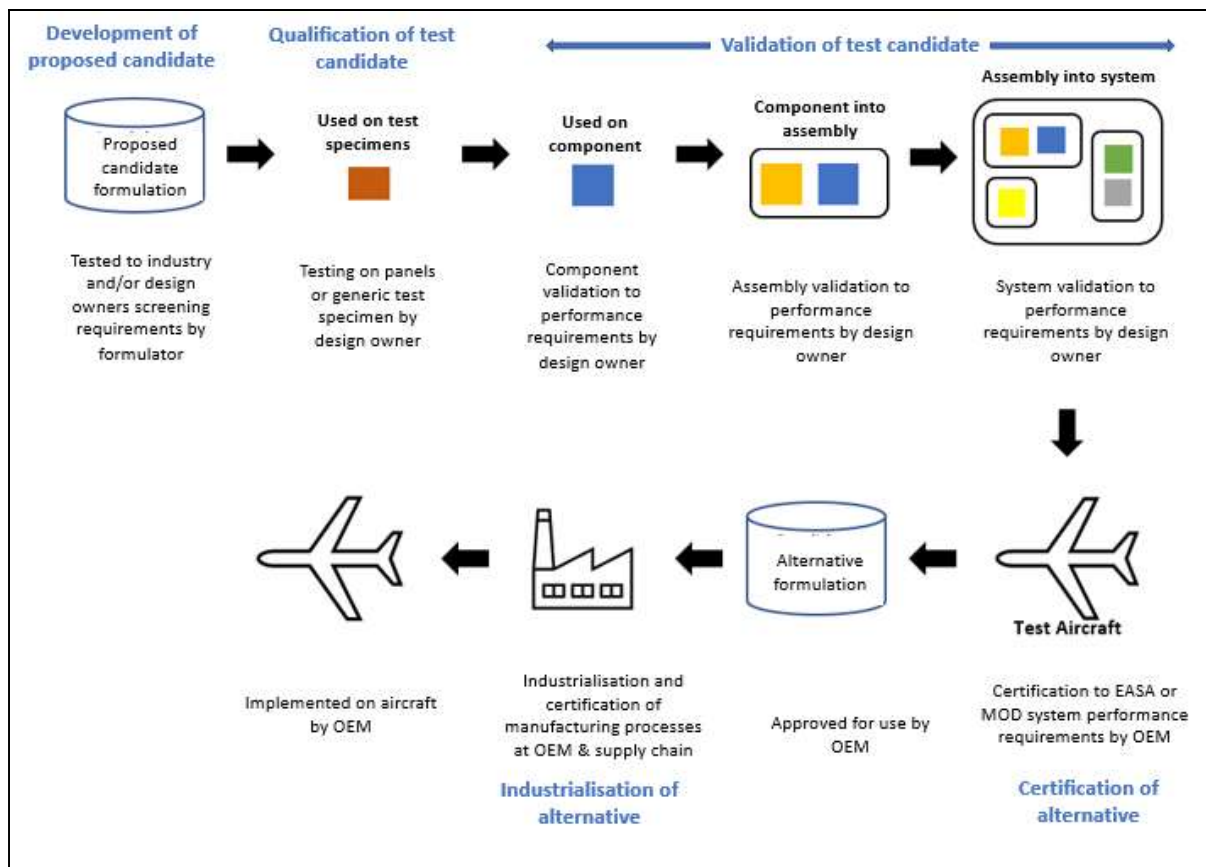 Development of
proposed candidate
Qualification of test
candidate
Validation of test candidate
Proposed
candidate
formulation
Used on test
specimens
Used on
component
Component into
assembly
Assembly into system
Tested to industry
and/or design
owners screening
requirements by
formulator
Testing on panels
or generic test
specimen by
design owner
Component
validation to
performance
requirements by
design owner
Assembly validation to
performance
requirements by design
owner
System validation to
performance
requirements by design
owner
Alternative
formulation
Test Aircraft
Implemented on aircraft
by OEM
Industrialisation and
certification of
manufacturing processes
at OEM & supply chain
Approved for use by
OEM
Certification to EASA or
MOD system performance
requirements by OEM
Industrialisation of
alternative
Certification of
alternative